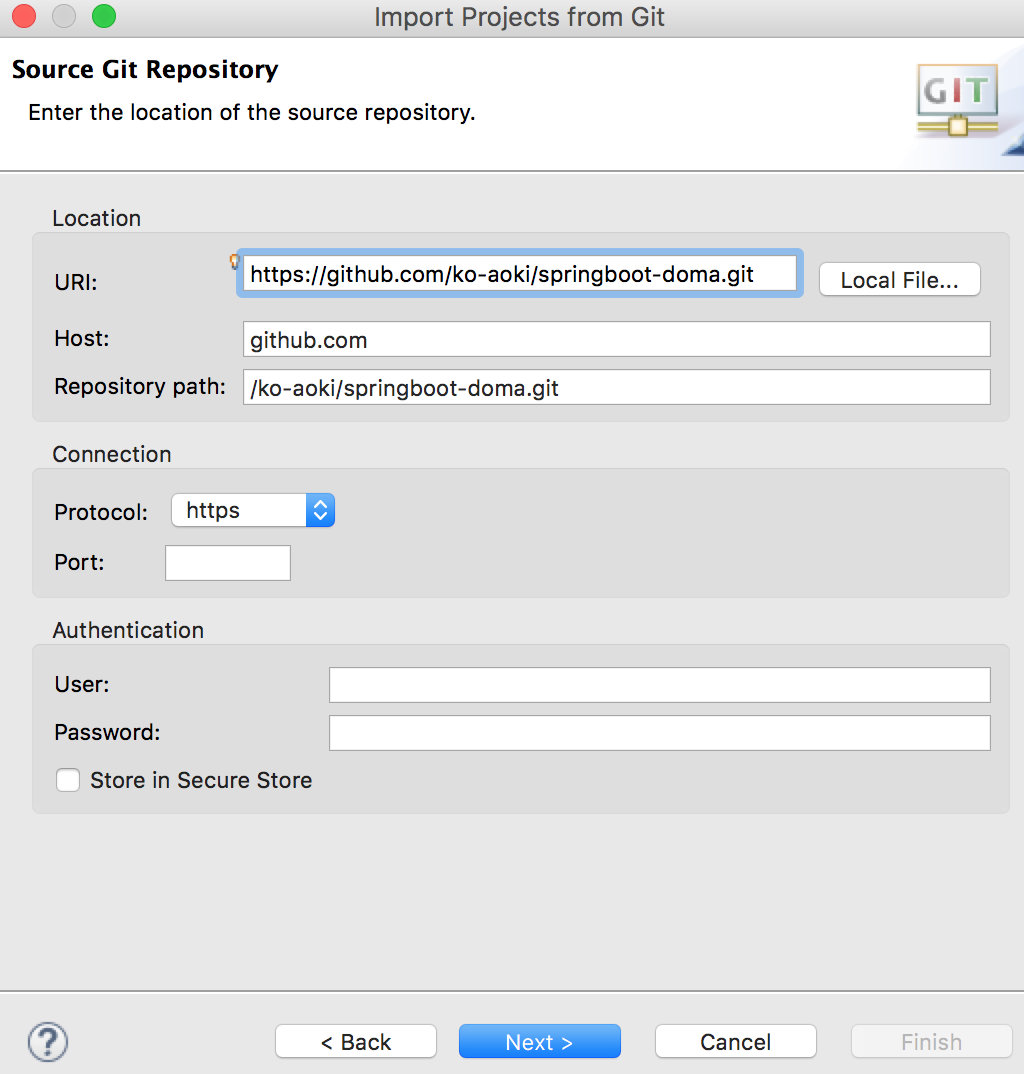 Import Projects from Git
Source Git Repository
Enter the location of the source repository.
GIT
Location
URI: https://github.com/ko-aoki/springboot-doma.git Local File...
Host: github.com
Repository path: /ko-aoki/springboot-doma.git
Connection
Protocol: https
Port:
Authentication
User:
Password:
Store in Secure Store
? < Back Next > Cancel Finish